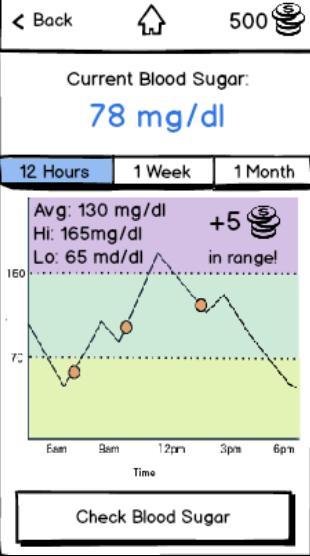 < Back
500
Current Blood Sugar:
78 mg/dl
12 Hours
1 Week
1 Month
Avg: 130 mg/dl
Hi: 165mg/dl
Lo: 65 md/dl
+5
in range!
160
70
6am
9am
12pm
3pm
6pm
Time
Check Blood Sugar